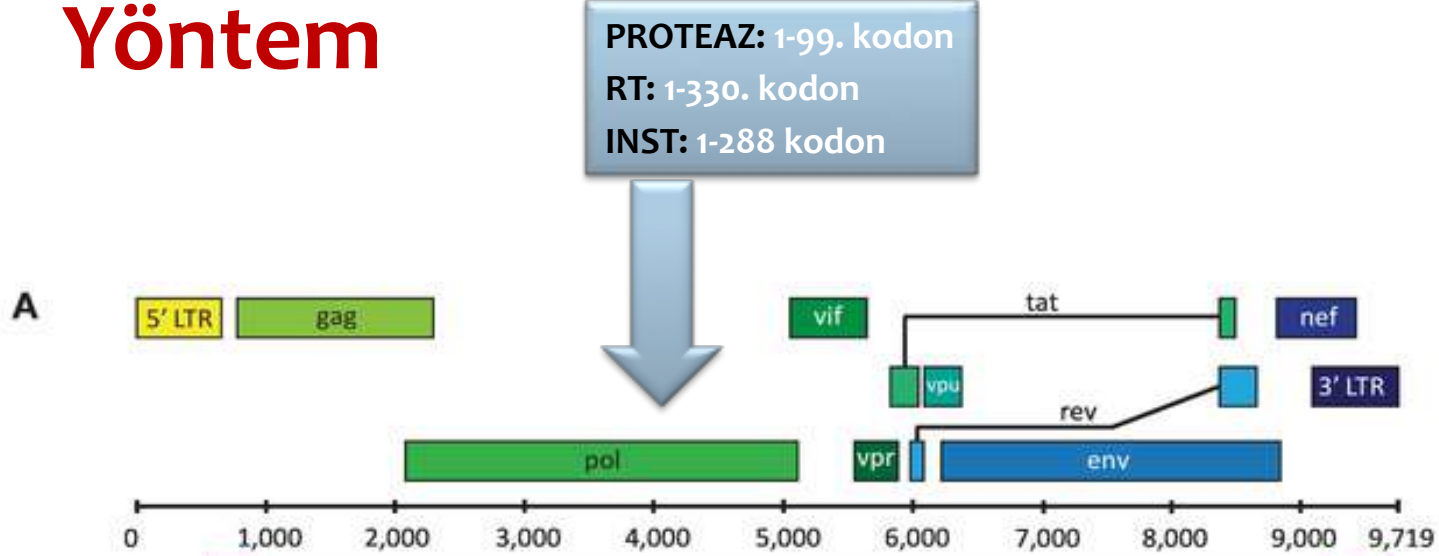 Yöntem
PROTEAZ: 1-99. kodon
RT: 1-330. kodon
INST: 1-288 kodon
A
5' LTR gag vif tat nef
vpu 3' LTR
rev
pol vpr env
0 1,000 2,000 3,000 4,000 5,000 6,000 7,000 8,000 9,000 9,719